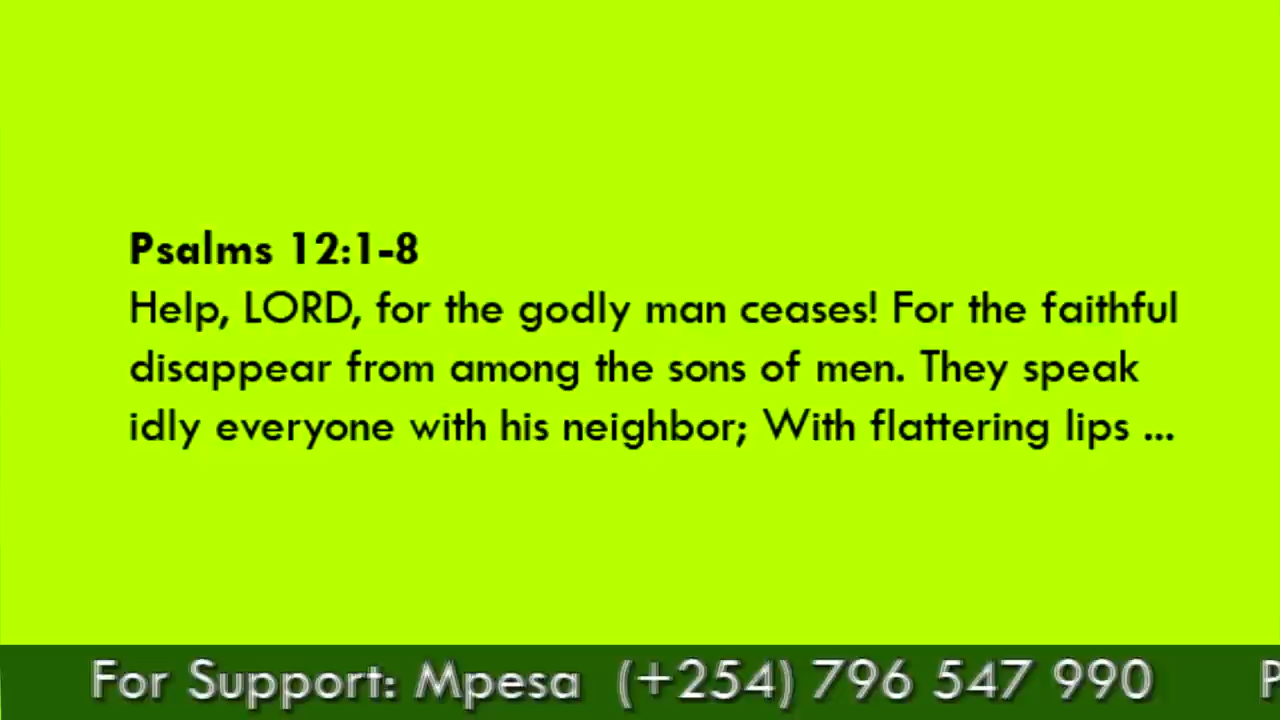 Psalms 12:1-8
Help, LORD, for the godly man ceases! For the faithful
disappear from among the sons of men. They speak
idly everyone with his neighbor; With flattering lips ...
For Support: Mpesa (+254) 796 547 990